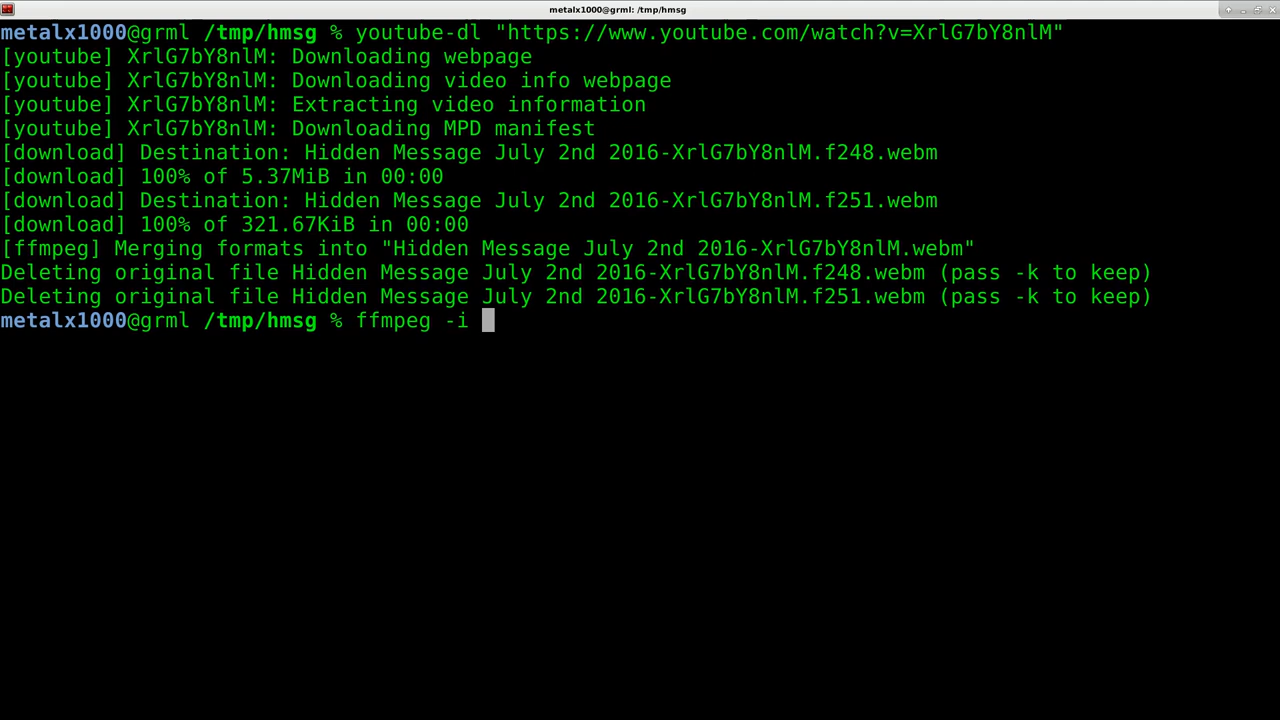 metalx1000@grml: /tmp/hmsg
metalx1000@grml /tmp/hmsg % youtube-dl "https://www.youtube.com/watch?v=XrlG7bY8nlM"
[youtube] XrlG7bY8nlM: Downloading webpage
[youtube] XrlG7bY8nlM: Downloading video info webpage
[youtube] XrlG7bY8nlM: Extracting video information
[youtube] XrlG7bY8nlM: Downloading MPD manifest
[download] Destination: Hidden Message July 2nd 2016-XrlG7bY8nlM.f248.webm
[download] 100% of 5.37MiB in 00:00
[download] Destination: Hidden Message July 2nd 2016-XrlG7bY8nlM.f251.webm
[download] 100% of 321.67KiB in 00:00
[ffmpeg] Merging formats into "Hidden Message July 2nd 2016-XrlG7bY8nlM.webm"
Deleting original file Hidden Message July 2nd 2016-XrlG7bY8nlM.f248.webm (pass -k to keep)
Deleting original file Hidden Message July 2nd 2016-XrlG7bY8nlM.f251.webm (pass -k to keep)
metalx1000@grml /tmp/hmsg % ffmpeg -i